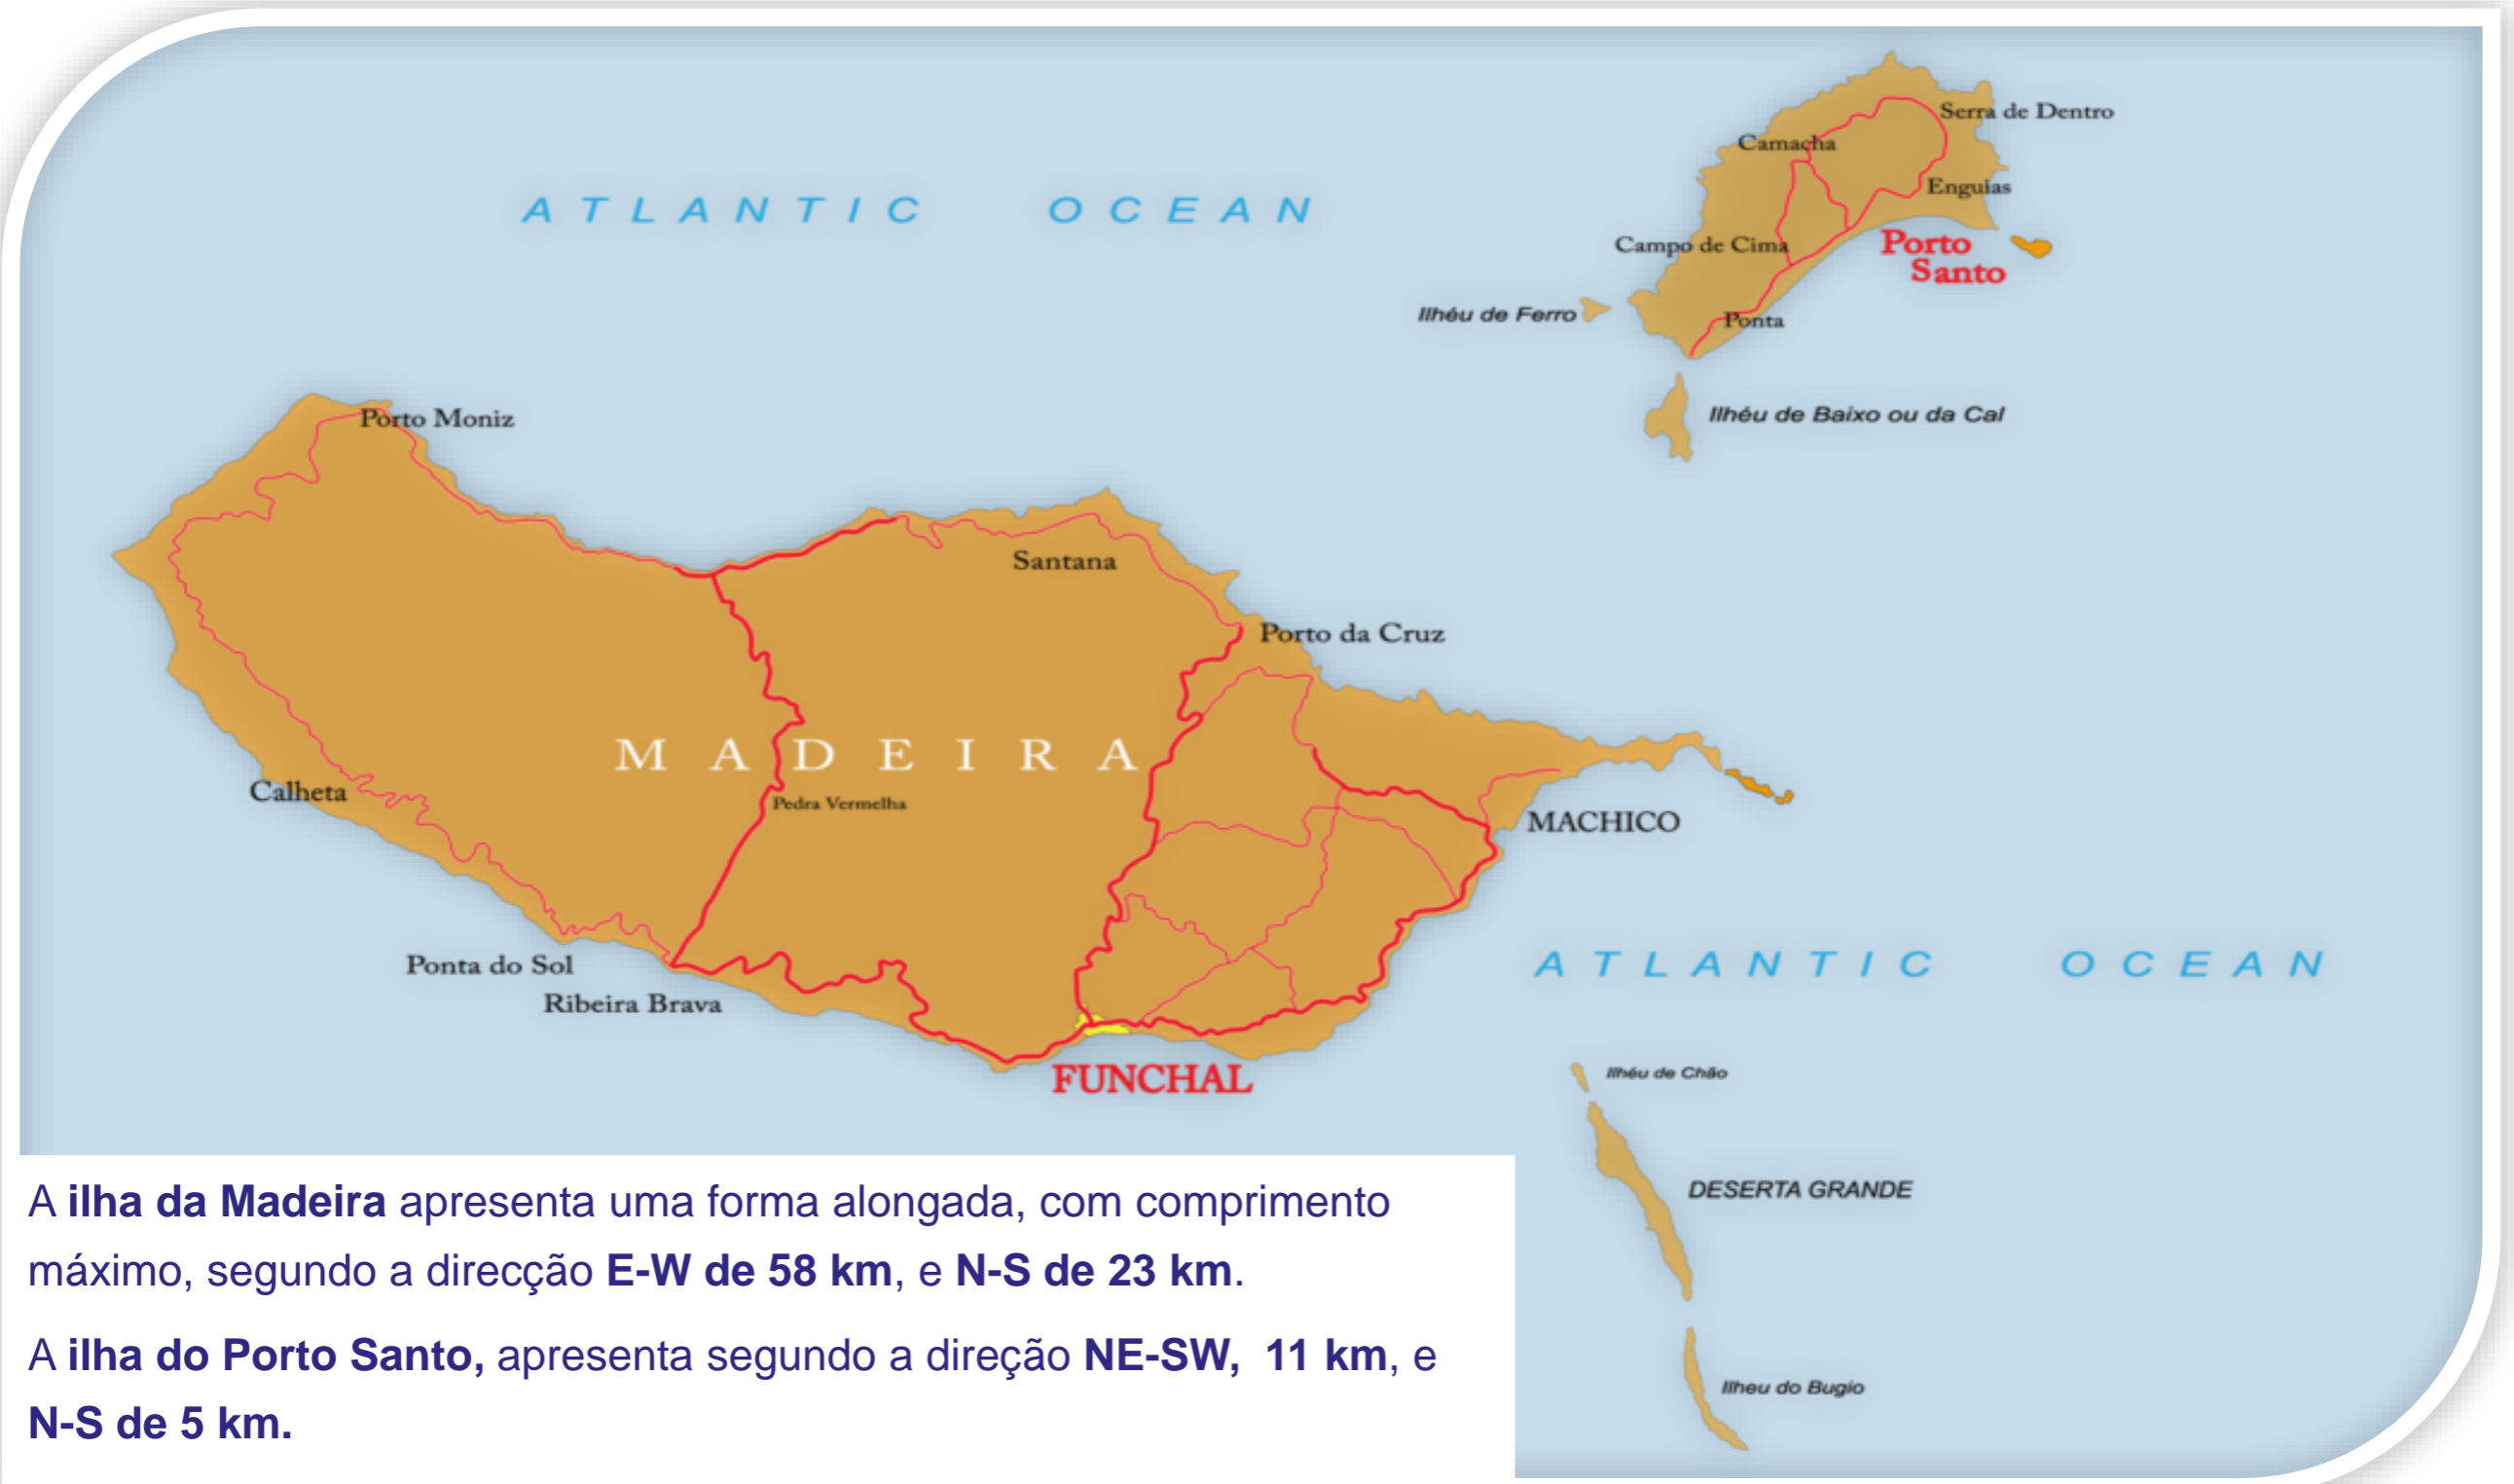 Serra de Dentro
Camacha
Enguias
ATLANTIC OCEAN
Campo de Cima
Porto
Santo
Ilhéu de Ferro
Ponta
Ilhéu de Baixo ou da Cal
Porto Moniz
Santana
Porto da Cruz
MADEIRA
Calheta
Pedra Vermelha
MACHICO
Ponta do Sol
ATLANTIC OCEAN
Ribeira Brava
FUNCHAL
Ilhéu de Chão
DESERTA GRANDE
Ilheu do Bugio
A ilha da Madeira apresenta uma forma alongada, com comprimento
máximo, segundo a direcção E-W de 58 km, e N-S de 23 km.
A ilha do Porto Santo, apresenta segundo a direção NE-SW, 11 km, e
N-S de 5 km.